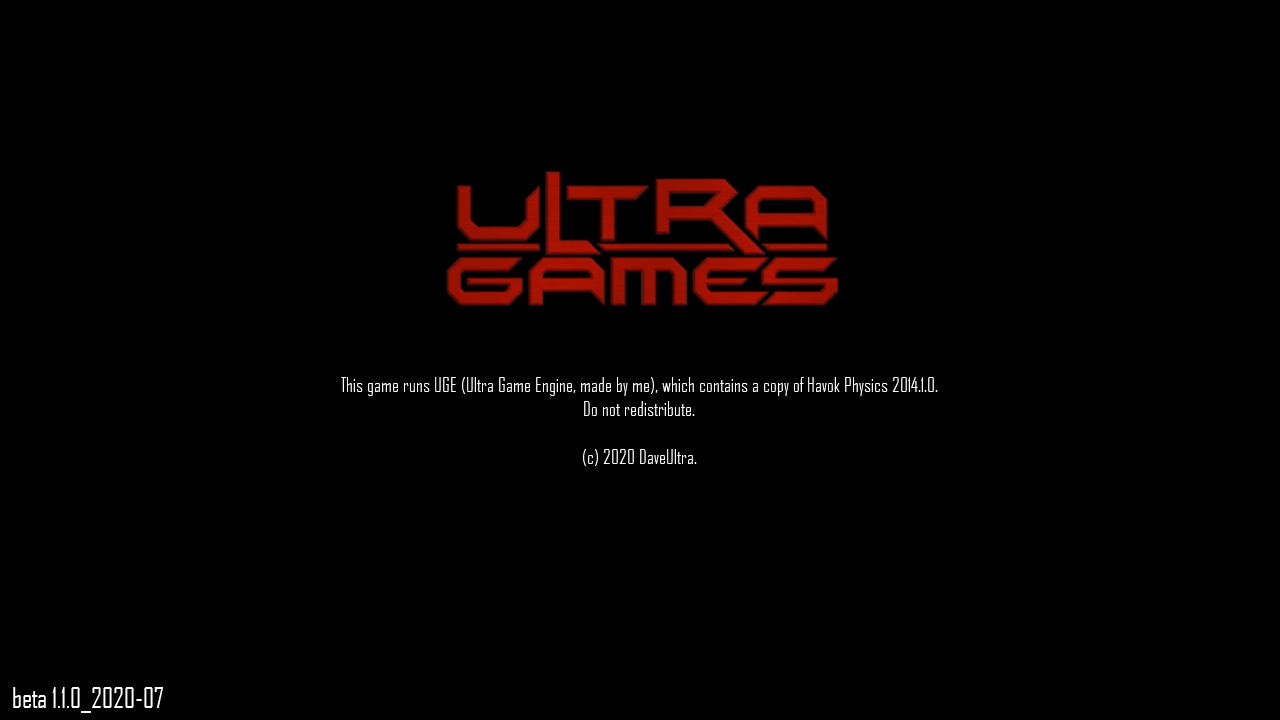 ULTRA
GAMES
This game runs UGE (Ultra Game Engine, made by me), which contains a copy of Havok Physics 2014.1.0.
Do not redistribute.
(c) 2020 DaveUltra.
beta 1.1.0_2020-07